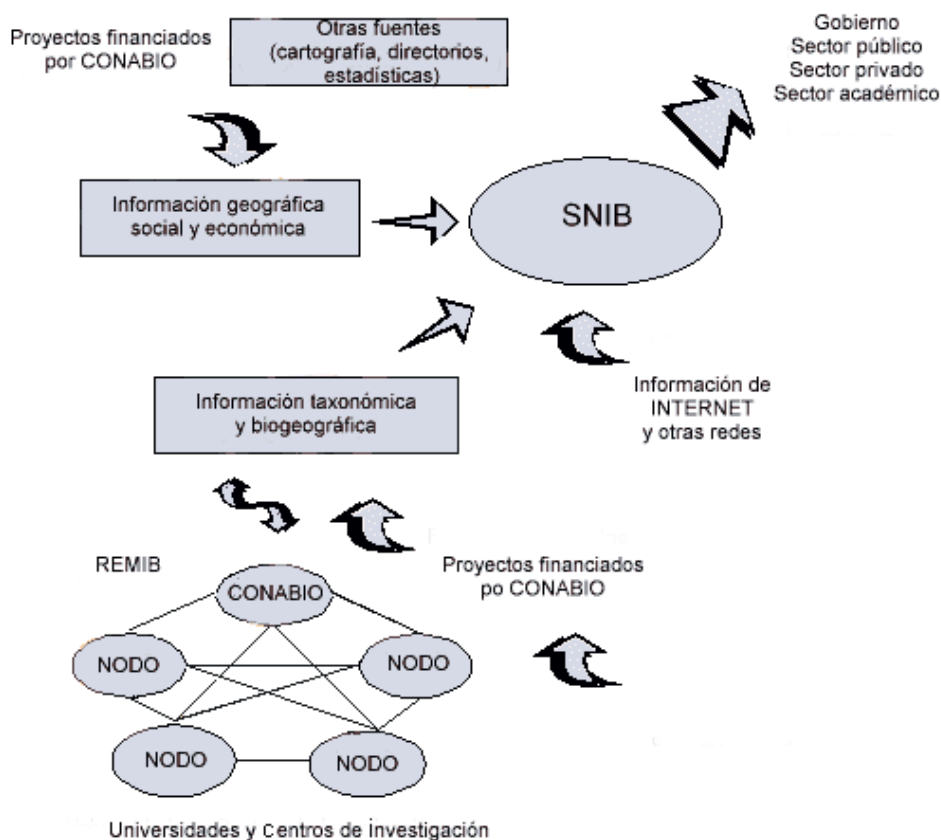 Proyectos financiados
por CONABIO
Otras fuentes
(cartografía, directorios,
estadísticas)
Gobierno
Sector público
Sector privado
Sector académico
Información geográfica
social y económica
SNIB
Información taxonómica
y biogeográfica
Información de
INTERNET
y otras redes
REMIB
Proyectos financiados
po CONABIO
CONABIO
NODO
NODO
NODO
NODO
Universidades y Centros de investigación